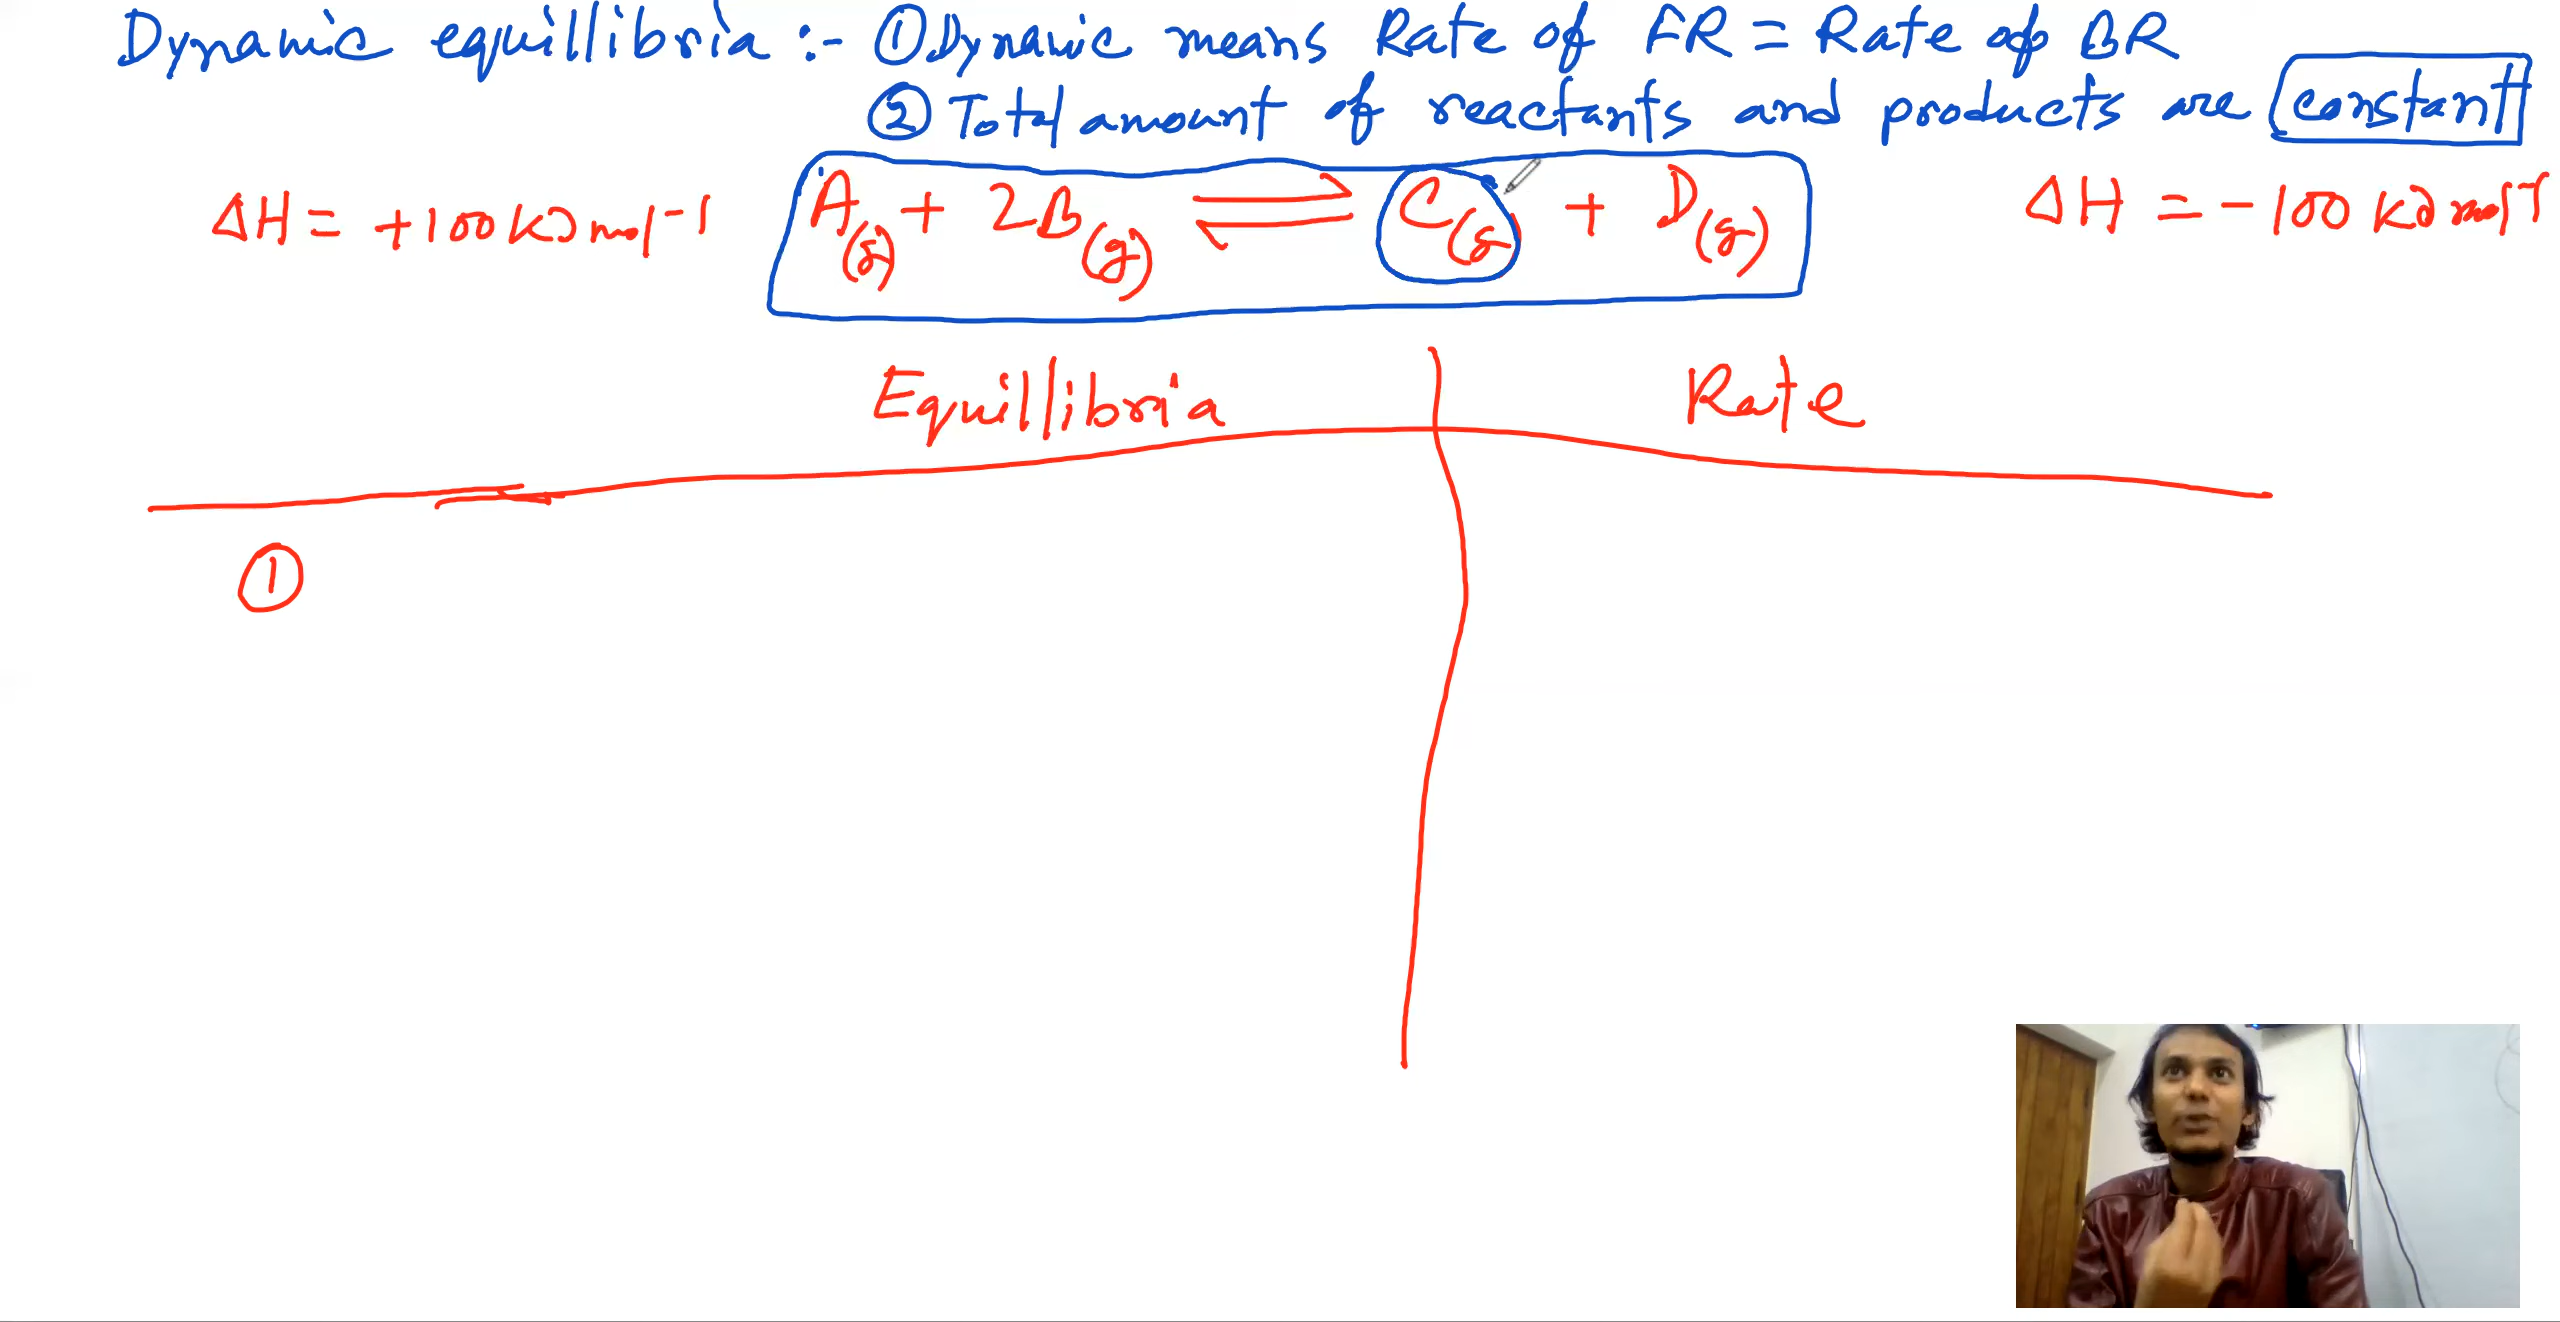 Dynamic equillibria :- ① Dynamic means Rate of FR = Rate of BR
② Total amount of reactants and products are constant
ΔH = +100 kJ mol⁻¹ A(g) + 2B(g) ⇌ C(g) + D(g) ΔH = -100 kJ mol⁻¹
Equillibria Rate
①